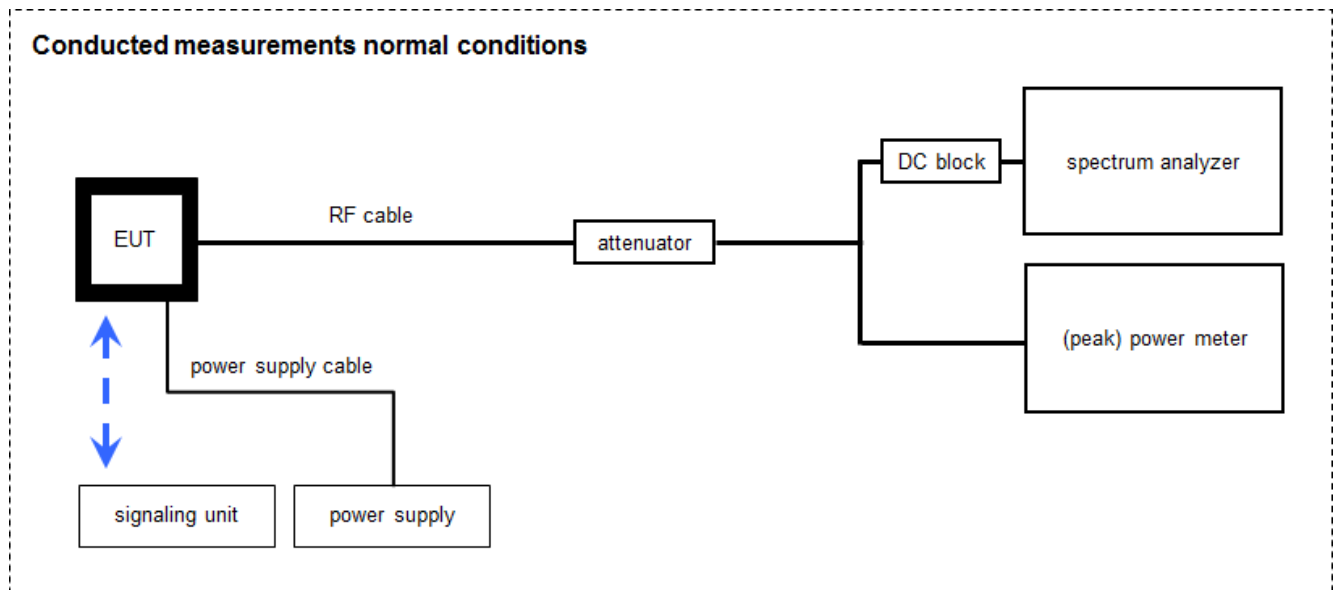 Conducted measurements normal conditions
DC block
spectrum analyzer
RF cable
EUT
attenuator
(peak) power meter
power supply cable
signaling unit
power supply